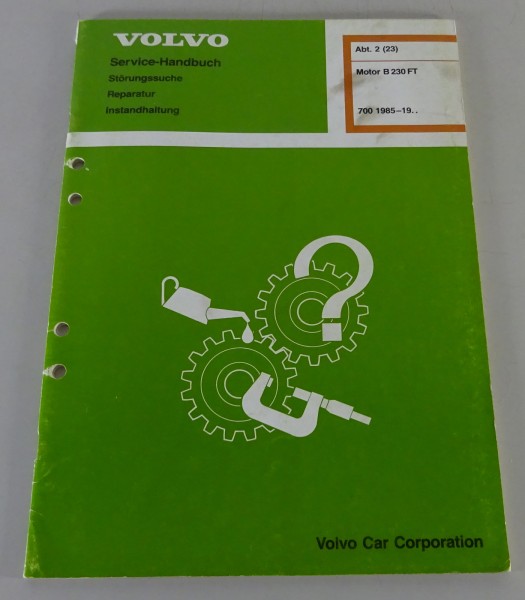 VOLVO
Service-Handbuch
Störungssuche
Reparatur
Instandhaltung
Abt. 2 (23)
Motor B 230 FT
700 1985–19..
Volvo Car Corporation